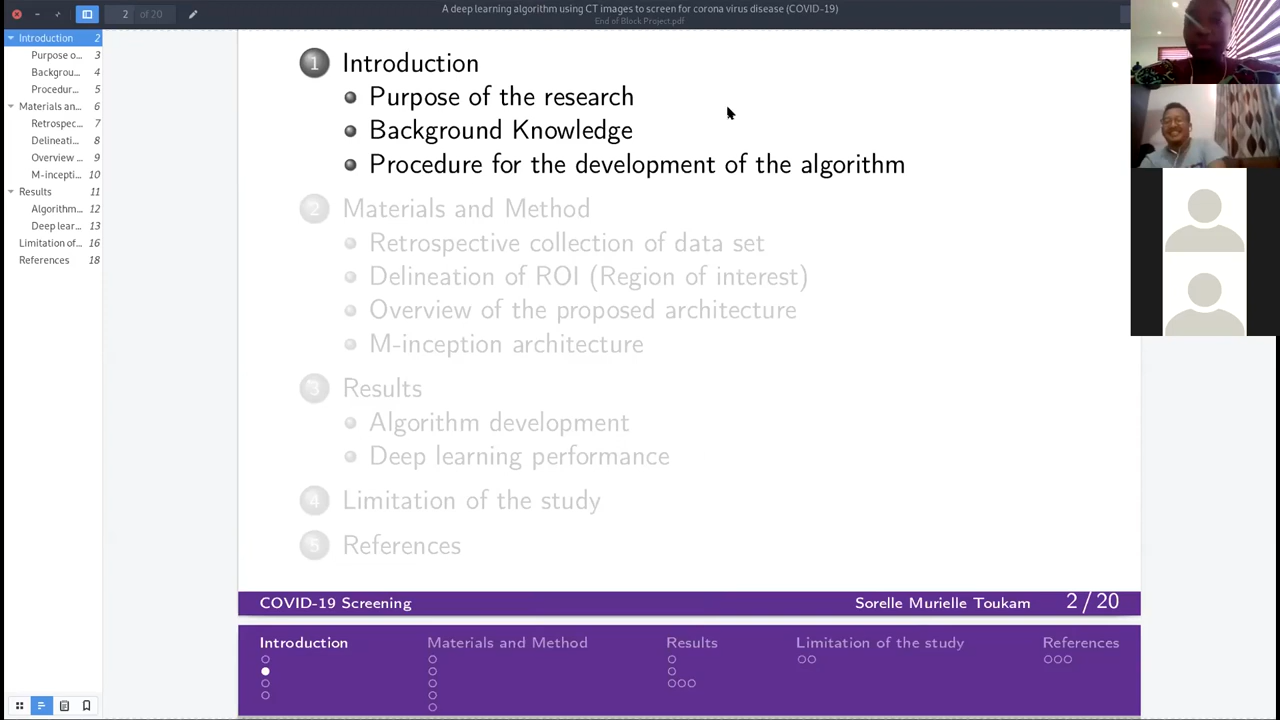 A deep learning algorithm using CT images to screen for corona virus disease (COVID-19)
End of Block Project.pdf
2 of 20
Introduction 2
Purpose o... 3
Backgrou... 4
Procedur... 5
Materials an... 6
Retrospec... 7
Delineati... 8
Overview ... 9
M-incepti... 10
Results 11
Algorithm... 12
Deep lear... 13
Limitation of... 16
References 18
1 Introduction
Purpose of the research
Background Knowledge
Procedure for the development of the algorithm
2 Materials and Method
Retrospective collection of data set
Delineation of ROI (Region of interest)
Overview of the proposed architecture
M-inception architecture
3 Results
Algorithm development
Deep learning performance
4 Limitation of the study
5 References
COVID-19 Screening Sorelle Murielle Toukam 2 / 20
Introduction Materials and Method Results Limitation of the study References